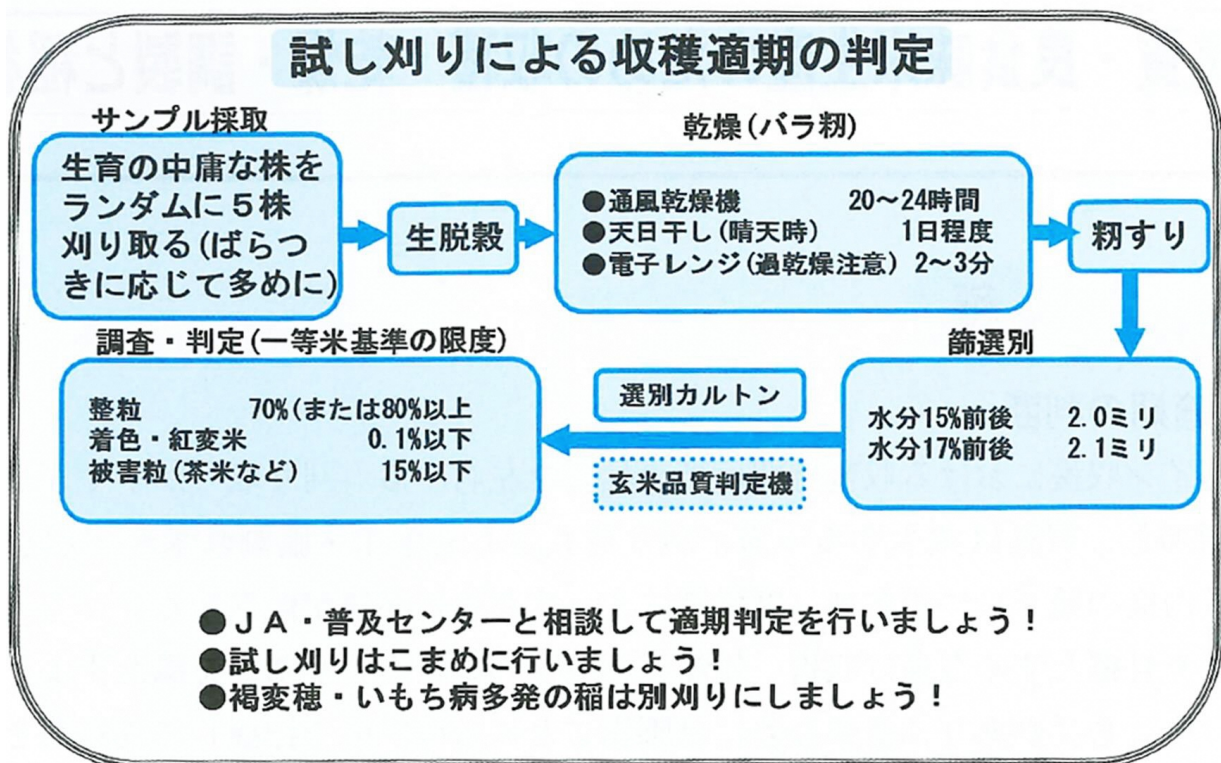 試し刈りによる収穫適期の判定
サンプル採取
生育の中庸な株を
ランダムに5株
刈り取る(ばらつ
きに応じて多めに)
生脱穀
乾燥(バラ籾)
●通風乾燥機 20~24時間
●天日干し(晴天時) 1日程度
●電子レンジ(過乾燥注意) 2~3分
籾すり
篩選別
水分15%前後 2.0ミリ
水分17%前後 2.1ミリ
選別カルトン
玄米品質判定機
調査・判定(一等米基準の限度)
整粒 70%(または80%以上
着色・紅変米 0.1%以下
被害粒(茶米など) 15%以下
●JA・普及センターと相談して適期判定を行いましょう!
●試し刈りはこまめに行いましょう!
●褐変穂・いもち病多発の稲は別刈りにしましょう!